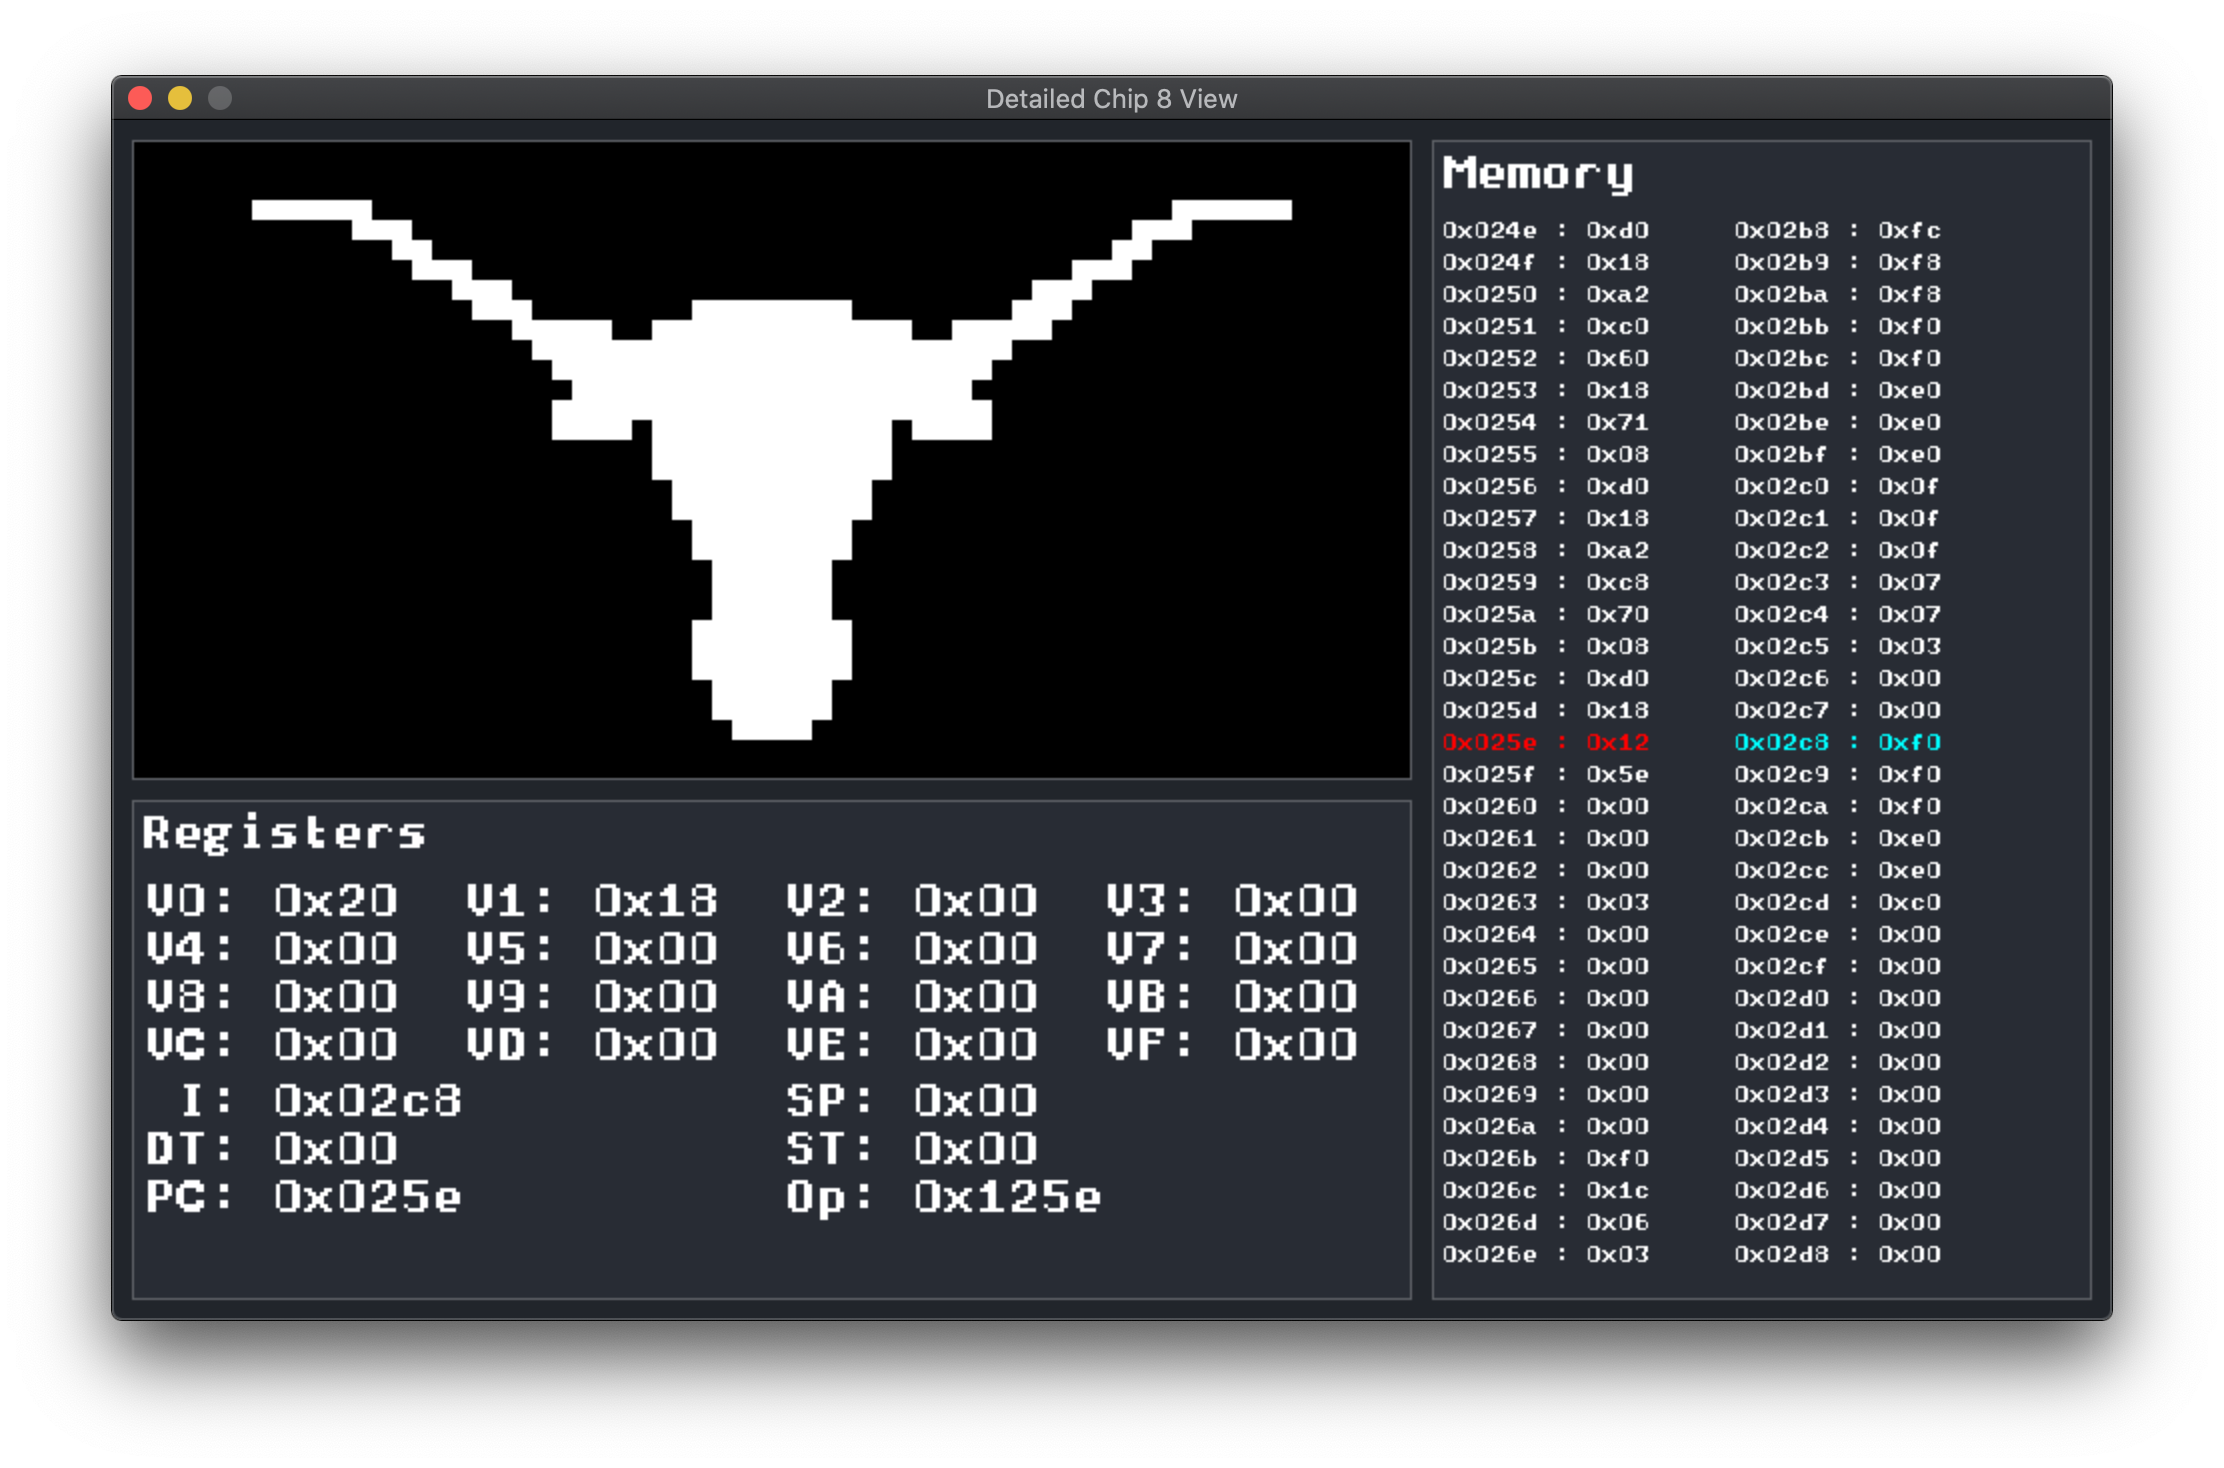 Detailed Chip 8 View
Registers
V0: 0x20 V1: 0x18 V2: 0x00 V3: 0x00
V4: 0x00 V5: 0x00 V6: 0x00 V7: 0x00
V8: 0x00 V9: 0x00 VA: 0x00 VB: 0x00
VC: 0x00 VD: 0x00 VE: 0x00 VF: 0x00
I: 0x02c8 SP: 0x00
DT: 0x00 ST: 0x00
PC: 0x025e Op: 0x125e
Memory
0x024e : 0xd0 0x02b8 : 0xfc
0x024f : 0x18 0x02b9 : 0xf8
0x0250 : 0xa2 0x02ba : 0xf8
0x0251 : 0xc0 0x02bb : 0xf0
0x0252 : 0x60 0x02bc : 0xf0
0x0253 : 0x18 0x02bd : 0xe0
0x0254 : 0x71 0x02be : 0xe0
0x0255 : 0x08 0x02bf : 0xe0
0x0256 : 0xd0 0x02c0 : 0x0f
0x0257 : 0x18 0x02c1 : 0x0f
0x0258 : 0xa2 0x02c2 : 0x0f
0x0259 : 0xc8 0x02c3 : 0x07
0x025a : 0x70 0x02c4 : 0x07
0x025b : 0x08 0x02c5 : 0x03
0x025c : 0xd0 0x02c6 : 0x00
0x025d : 0x18 0x02c7 : 0x00
0x025e : 0x12 0x02c8 : 0xf0
0x025f : 0x5e 0x02c9 : 0xf0
0x0260 : 0x00 0x02ca : 0xf0
0x0261 : 0x00 0x02cb : 0xe0
0x0262 : 0x00 0x02cc : 0xe0
0x0263 : 0x03 0x02cd : 0xc0
0x0264 : 0x00 0x02ce : 0x00
0x0265 : 0x00 0x02cf : 0x00
0x0266 : 0x00 0x02d0 : 0x00
0x0267 : 0x00 0x02d1 : 0x00
0x0268 : 0x00 0x02d2 : 0x00
0x0269 : 0x00 0x02d3 : 0x00
0x026a : 0x00 0x02d4 : 0x00
0x026b : 0xf0 0x02d5 : 0x00
0x026c : 0x1c 0x02d6 : 0x00
0x026d : 0x06 0x02d7 : 0x00
0x026e : 0x03 0x02d8 : 0x00